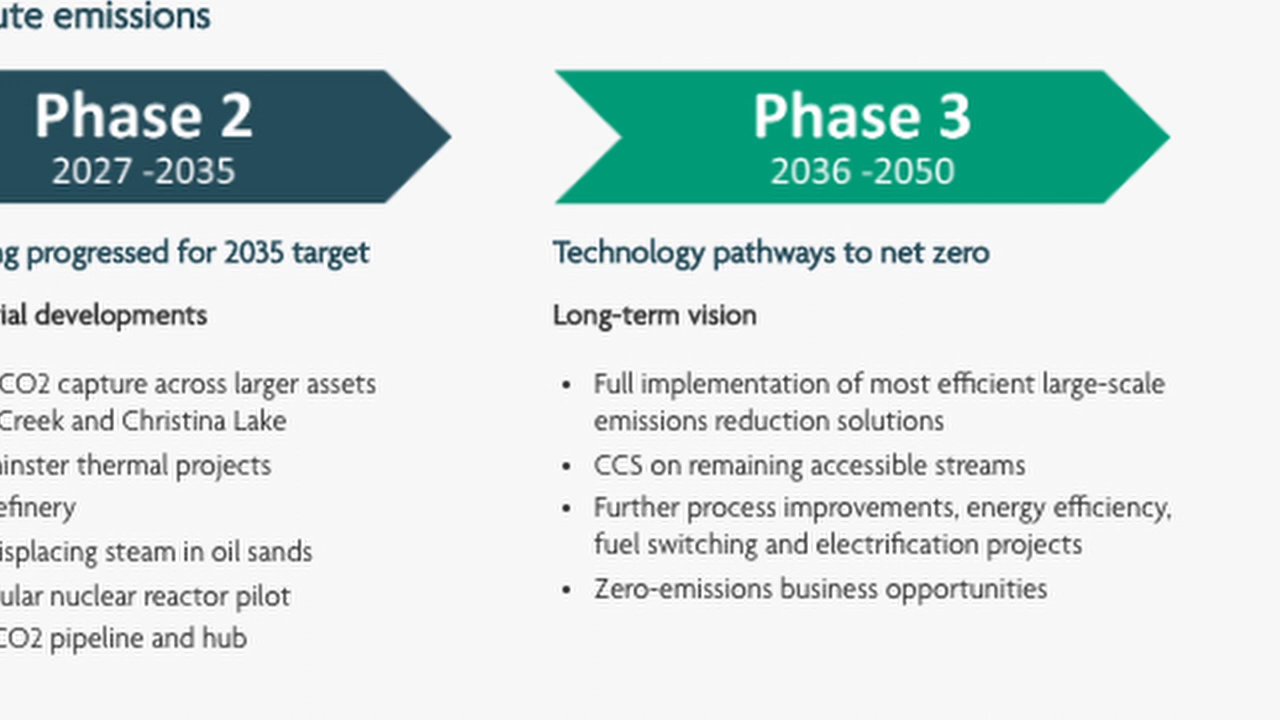 ute emissions
Phase 2
2027 -2035
ng progressed for 2035 target
ial developments
CO2 capture across larger assets
Creek and Christina Lake
inster thermal projects
efinery
isplacing steam in oil sands
ular nuclear reactor pilot
CO2 pipeline and hub
Phase 3
2036 -2050
Technology pathways to net zero
Long-term vision
• Full implementation of most efficient large-scale
emissions reduction solutions
• CCS on remaining accessible streams
• Further process improvements, energy efficiency,
fuel switching and electrification projects
• Zero-emissions business opportunities